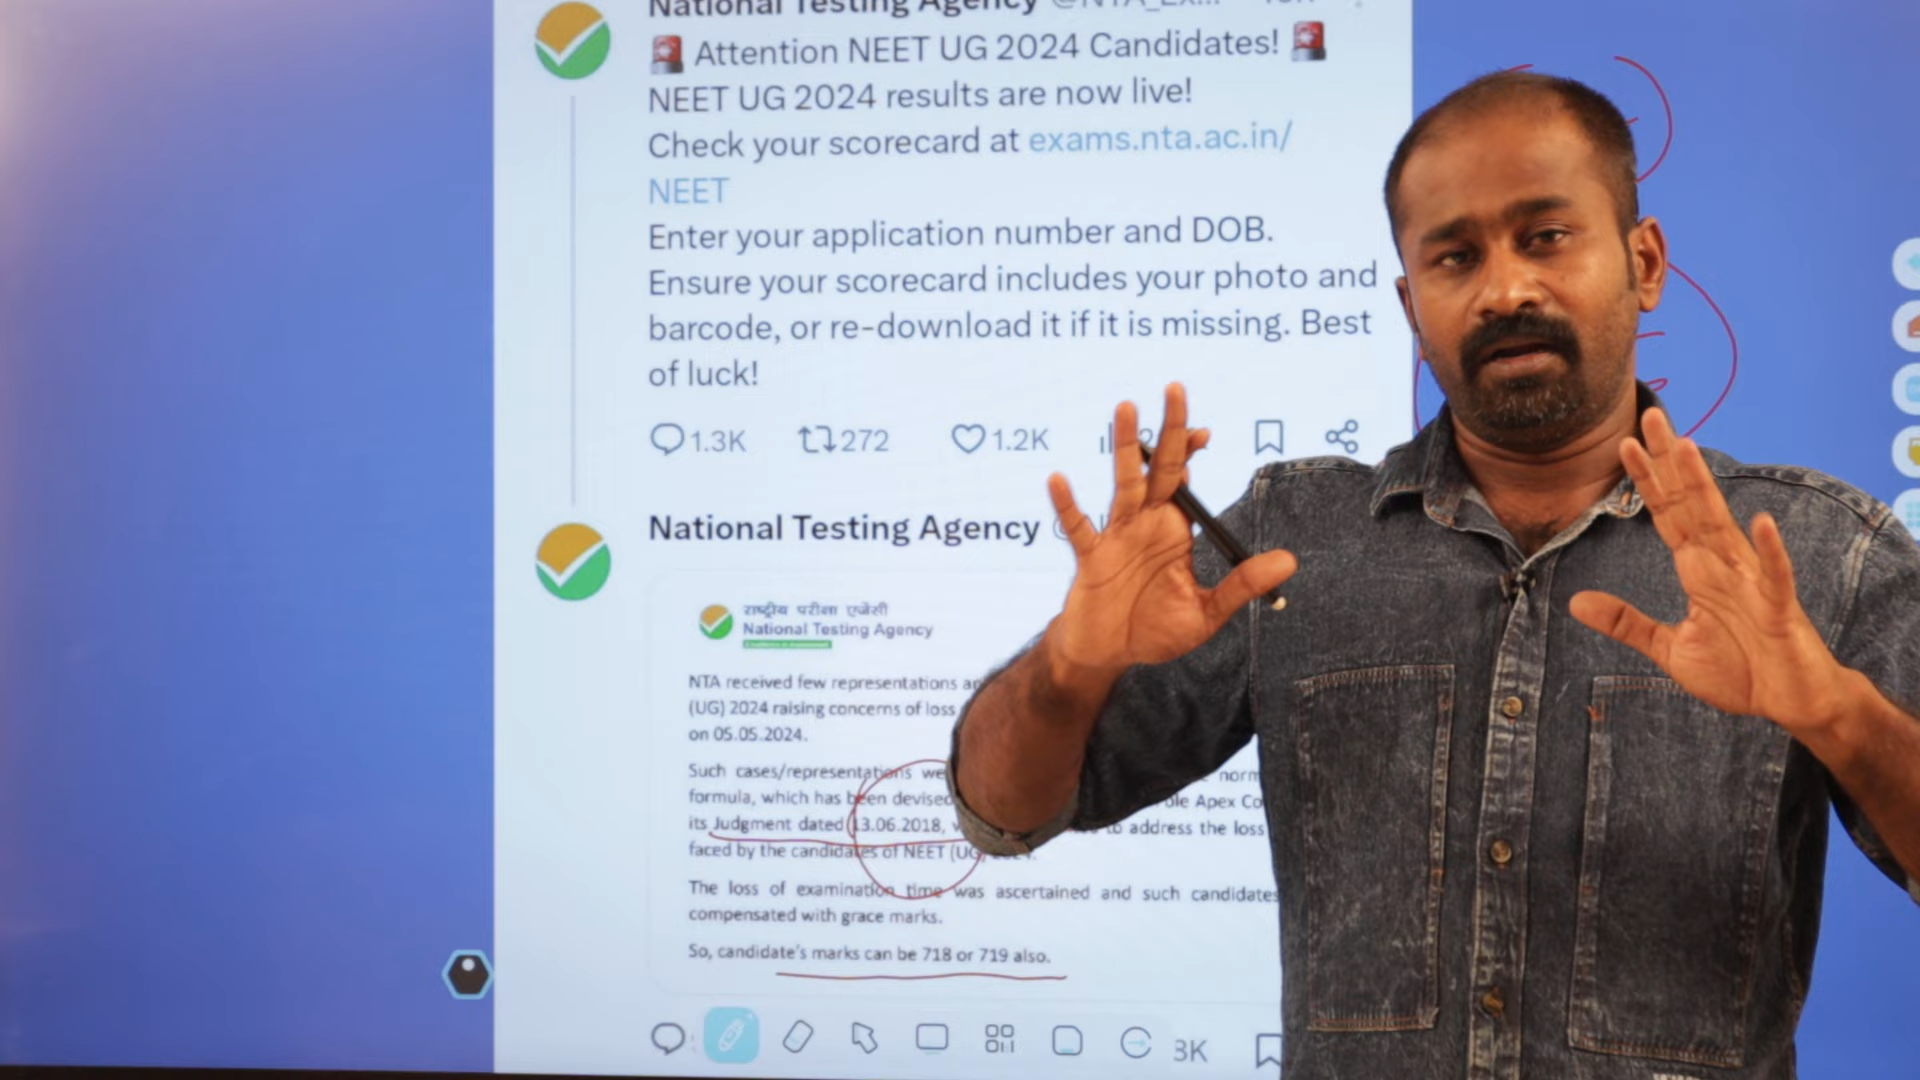 National Testing Agency
Attention NEET UG 2024 Candidates!
NEET UG 2024 results are now live!
Check your scorecard at exams.nta.ac.in/
NEET
Enter your application number and DOB.
Ensure your scorecard includes your photo and
barcode, or re-download it if it is missing. Best
of luck!
1.3K 272 1.2K
National Testing Agency
राष्ट्रीय परीक्षा एजेंसी
National Testing Agency
NTA received few representations
(UG) 2024 raising concerns of loss
on 05.05.2024.
Such cases/representations
formula, which has been devised Apex
its Judgment dated 13.06.2018, to address the loss
faced by the candidates of NEET (UG)
The loss of examination time was ascertained and such candidates
compensated with grace marks.
So, candidate's marks can be 718 or 719 also.